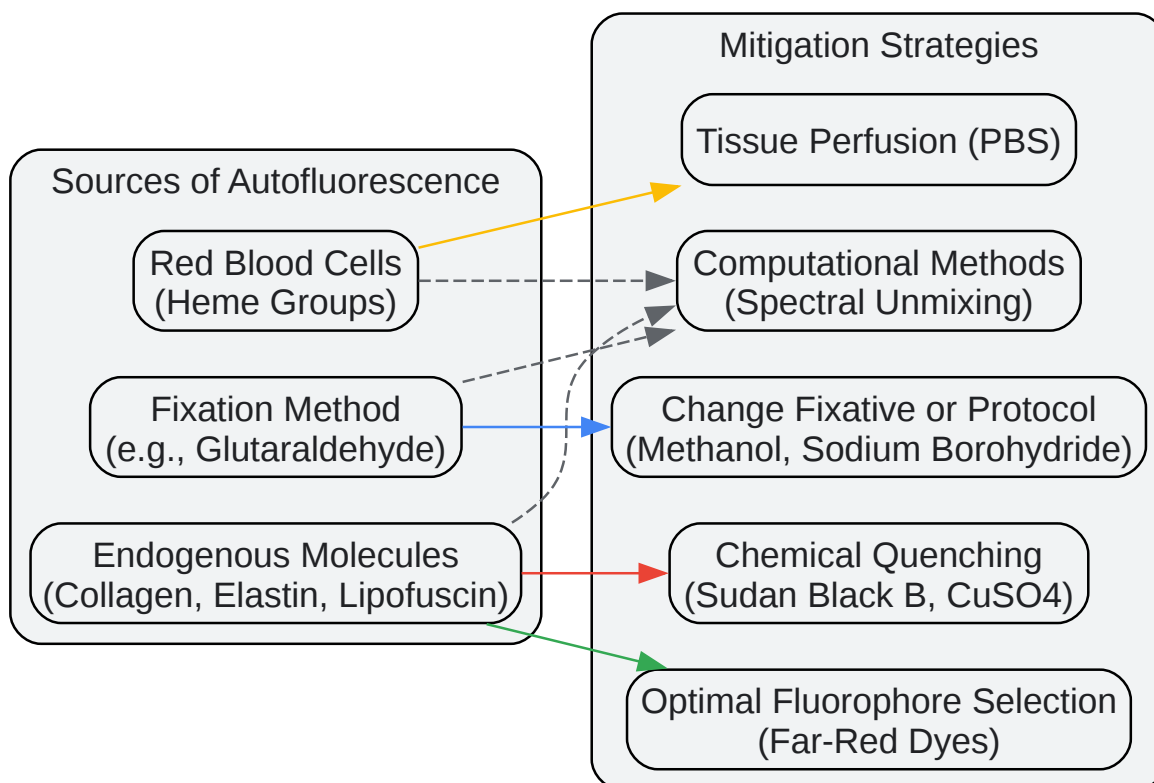 Sources of Autofluorescence
Red Blood Cells
(Heme Groups)
Fixation Method
(e.g., Glutaraldehyde)
Endogenous Molecules
(Collagen, Elastin, Lipofuscin)
Mitigation Strategies
Tissue Perfusion (PBS)
Computational Methods
(Spectral Unmixing)
Change Fixative or Protocol
(Methanol, Sodium Borohydride)
Chemical Quenching
(Sudan Black B, CuSO4)
Optimal Fluorophore Selection
(Far-Red Dyes)